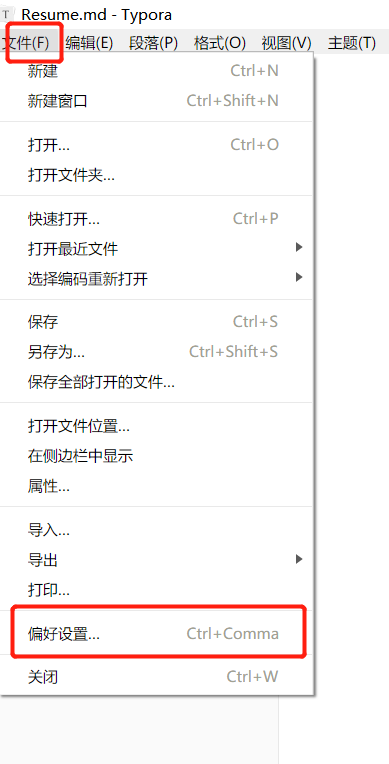 T Resume.md - Typora
文件(F) 编辑(E) 段落(P) 格式(O) 视图(V) 主题(T)
新建 Ctrl+N
新建窗口 Ctrl+Shift+N
打开... Ctrl+O
打开文件夹...
快速打开... Ctrl+P
打开最近文件
选择编码重新打开
保存 Ctrl+S
另存为... Ctrl+Shift+S
保存全部打开的文件...
打开文件位置...
在侧边栏中显示
属性...
导入...
导出
打印...
偏好设置... Ctrl+Comma
关闭 Ctrl+W